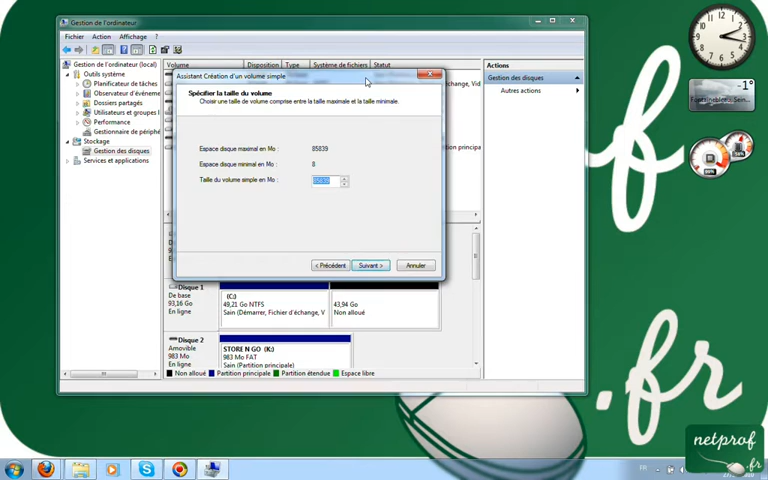 Gestion de l'ordinateur
Fichier Action Affichage ?
Gestion de l'ordinateur (local)
Outils système
Planificateur de tâches
Observateur d'événeme
Dossiers partagés
Utilisateurs et groupes l
Performance
Gestionnaire de périphé
Stockage
Gestion des disques
Services et applications
Volume Disposition Type Système de fichiers Statut
Assistant Création d'un volume simple
Spécifier la taille du volume
Choisir une taille de volume comprise entre la taille maximale et la taille minimale.
Espace disque maximal en Mo : 85839
Espace disque minimal en Mo : 8
Taille du volume simple en Mo : 85839
< Précédent Suivant > Annuler
Actions
Gestion des disques
Autres actions
Disque 1
De base
93,16 Go
En ligne
(C:)
49,21 Go NTFS
Sain (Démarrer, Fichier d'échange, V
43,94 Go
Non alloué
Disque 2
Amovible
983 Mo
En ligne
STORE N GO (K:)
983 Mo FAT
Sain (Partition principale)
Non alloué Partition principale Partition étendue Espace libre
-1°
f
.fr
netprof
.fr
FR